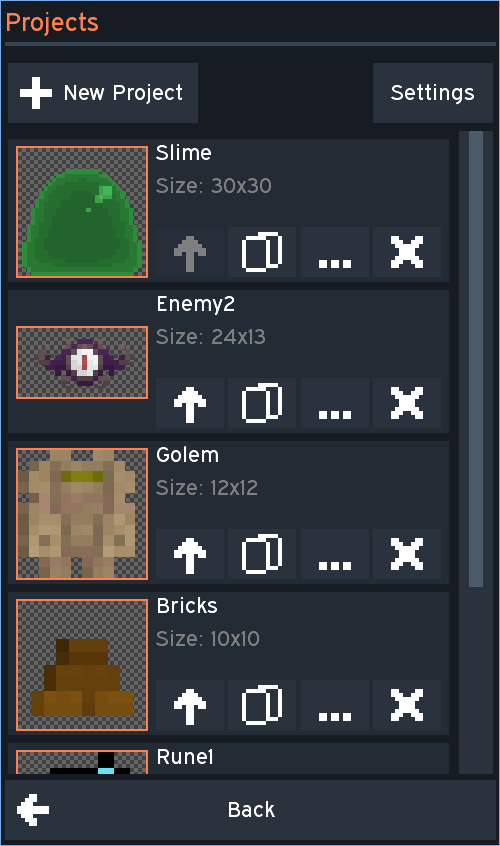 Projects
New Project
Settings
Slime
Size: 30x30
...
Enemy2
Size: 24x13
...
Golem
Size: 12x12
...
Bricks
Size: 10x10
...
Rune1
Back